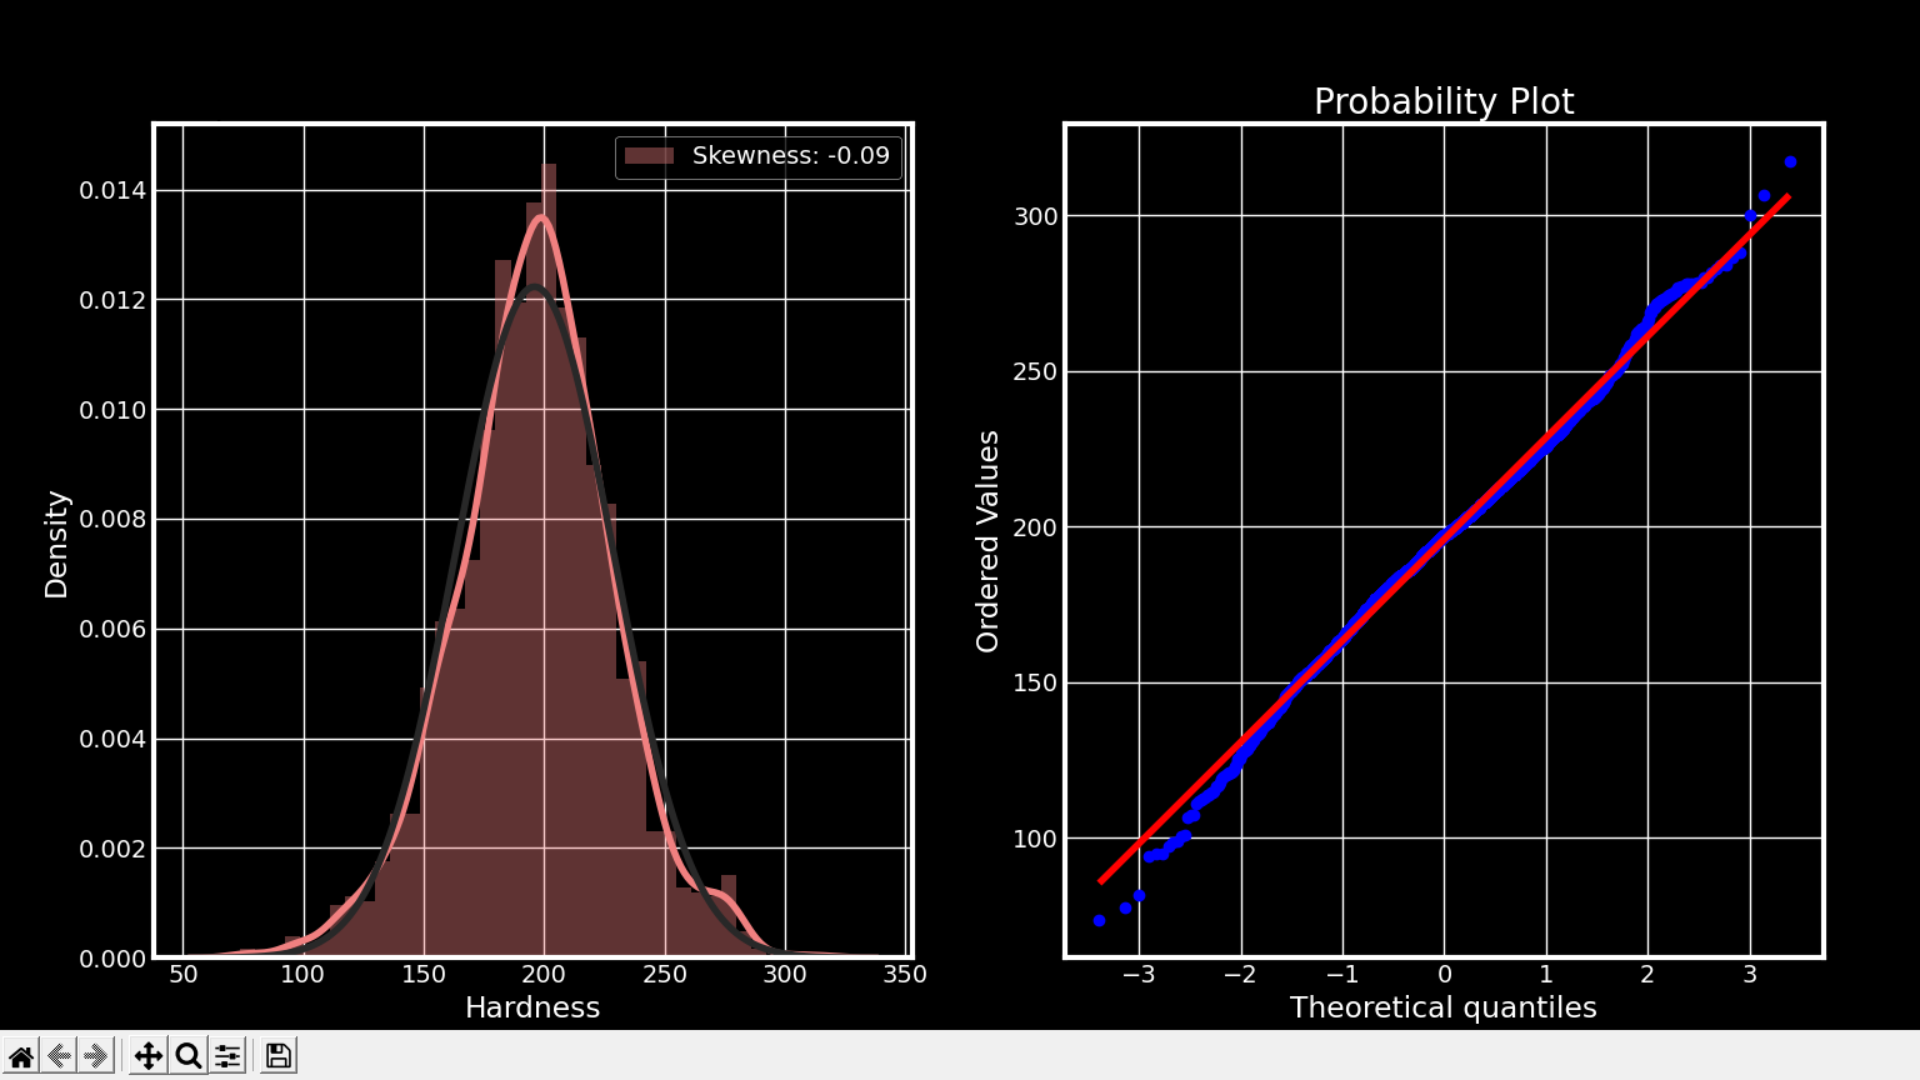 Probability Plot
Skewness: -0.09
0.014
0.012
0.010
0.008
0.006
0.004
0.002
0.000
Density
50 100 150 200 250 300 350
Hardness
300
250
200
150
100
Ordered Values
−3 −2 −1 0 1 2 3
Theoretical quantiles